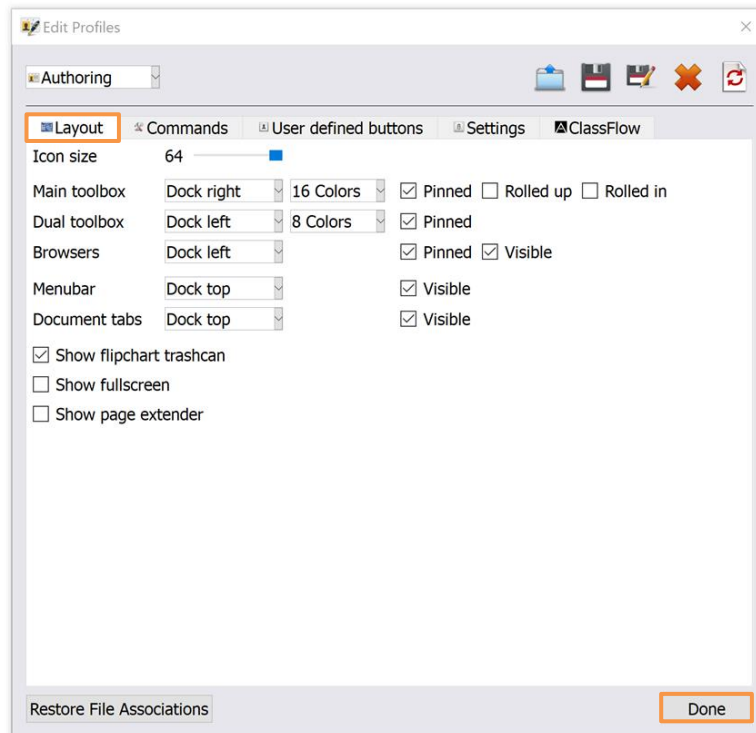 Edit Profiles
Authoring
Layout Commands User defined buttons Settings ClassFlow
Icon size 64
Main toolbox Dock right 16 Colors Pinned Rolled up Rolled in
Dual toolbox Dock left 8 Colors Pinned
Browsers Dock left Pinned Visible
Menubar Dock top Visible
Document tabs Dock top Visible
Show flipchart trashcan
Show fullscreen
Show page extender
Restore File Associations Done